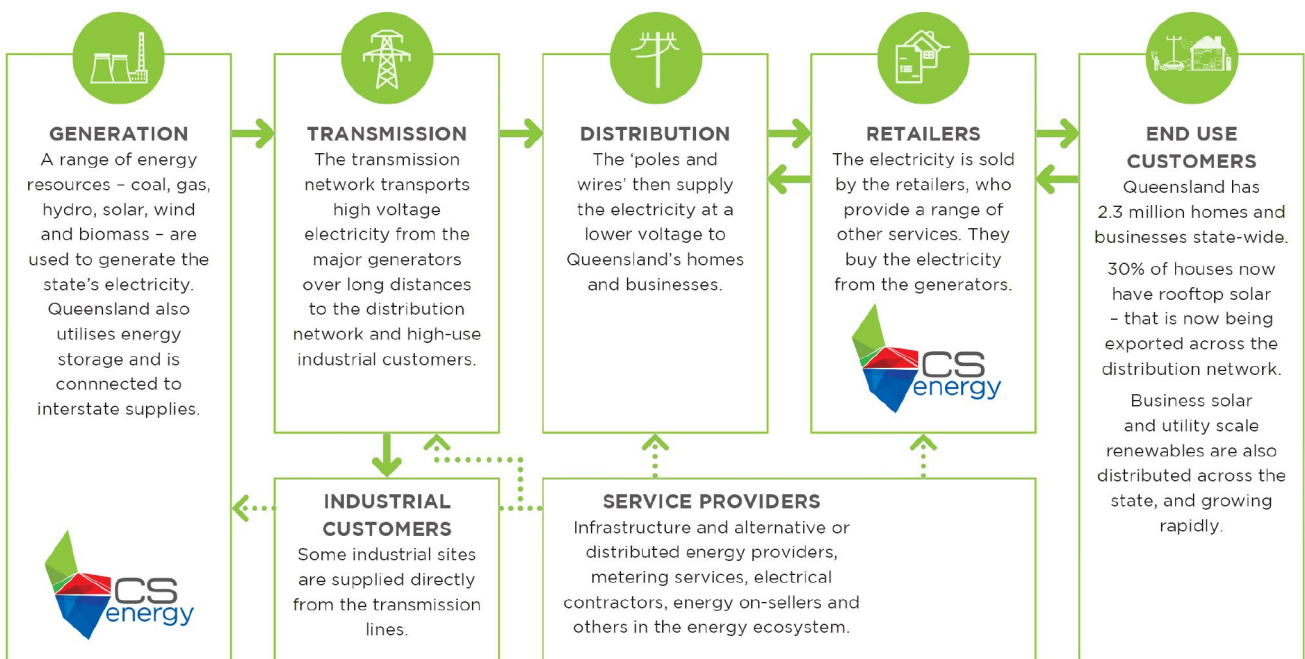 GENERATION
A range of energy
resources – coal, gas,
hydro, solar, wind
and biomass – are
used to generate the
state's electricity.
Queensland also
utilises energy
storage and is
connnected to
interstate supplies.
CS
energy
TRANSMISSION
The transmission
network transports
high voltage
electricity from the
major generators
over long distances
to the distribution
network and high-use
industrial customers.
DISTRIBUTION
The ‘poles and
wires’ then supply
the electricity at a
lower voltage to
Queensland's homes
and businesses.
RETAILERS
The electricity is sold
by the retailers, who
provide a range of
other services. They
buy the electricity
from the generators.
CS
energy
END USE
CUSTOMERS
Queensland has
2.3 million homes and
businesses state-wide.
30% of houses now
have rooftop solar
– that is now being
exported across the
distribution network.
Business solar
and utility scale
renewables are also
distributed across the
state, and growing
rapidly.
INDUSTRIAL
CUSTOMERS
Some industrial sites
are supplied directly
from the transmission
lines.
SERVICE PROVIDERS
Infrastructure and alternative or
distributed energy providers,
metering services, electrical
contractors, energy on-sellers and
others in the energy ecosystem.